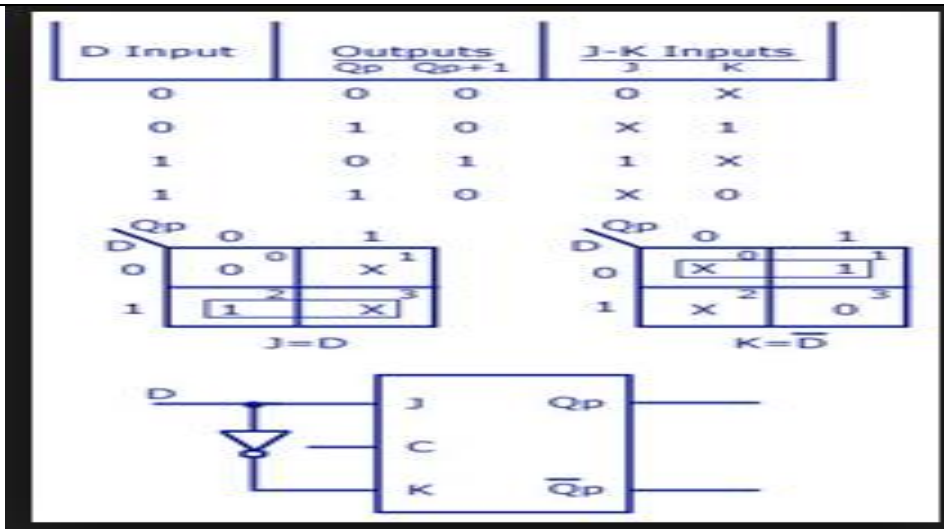 D Input Outputs J-K Inputs
Qp Qp+1 J K
0 0 0 0 X
0 1 0 X 1
1 0 1 1 X
1 1 0 X 0
Qp 0 1 Qp 0 1
D D
0 0 0 X 1 0 X 0 1 1
1 1 2 X 3 1 X 2 0 3
J=D K=D̅
D J Qp
C
K Q̅p